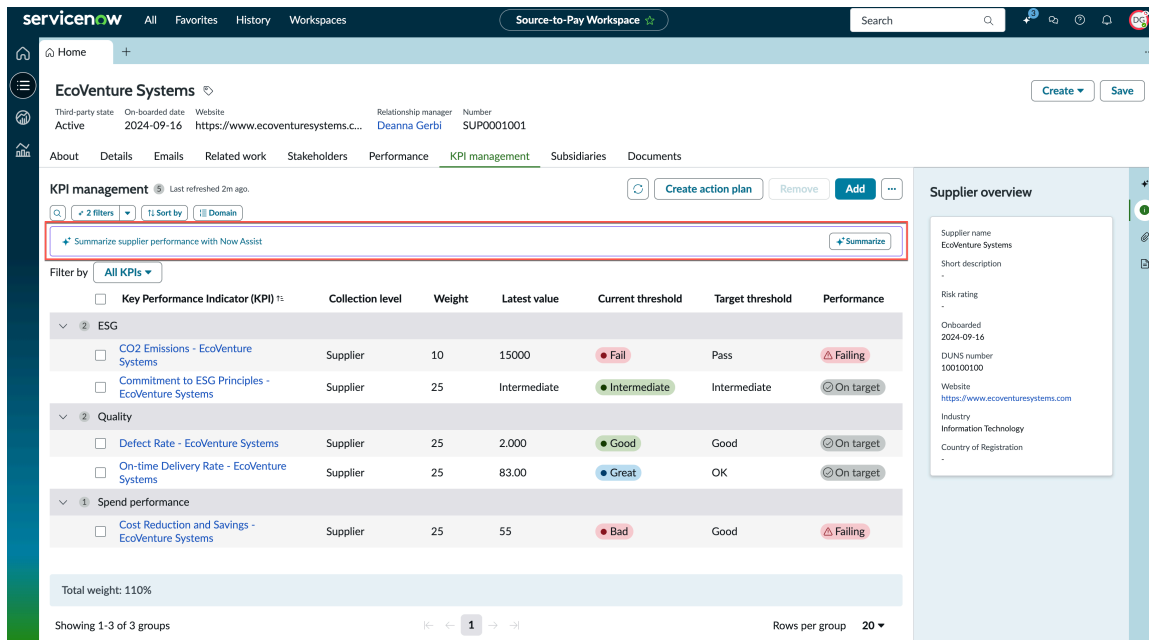 servicenow All Favorites History Workspaces Source-to-Pay Workspace Search 3 DG
Home
EcoVenture Systems Create Save
Third-party state On-boarded date Website Relationship manager Number
Active 2024-09-16 https://www.ecoventuresystems.c... Deanna Gerbi SUP0001001
About Details Emails Related work Stakeholders Performance KPI management Subsidiaries Documents
KPI management 5 Last refreshed 2m ago. Create action plan Remove Add ...
2 filters Sort by Domain
Summarize supplier performance with Now Assist Summarize
Filter by All KPIs
Key Performance Indicator (KPI) Collection level Weight Latest value Current threshold Target threshold Performance
2 ESG
CO2 Emissions - EcoVenture
Systems Supplier 10 15000 Fail Pass Failing
Commitment to ESG Principles -
EcoVenture Systems Supplier 25 Intermediate Intermediate Intermediate On target
2 Quality
Defect Rate - EcoVenture Systems Supplier 25 2.000 Good Good On target
On-time Delivery Rate - EcoVenture
Systems Supplier 25 83.00 Great OK On target
1 Spend performance
Cost Reduction and Savings -
EcoVenture Systems Supplier 25 55 Bad Good Failing
Total weight: 110%
Showing 1-3 of 3 groups 1 Rows per group 20
Supplier overview
Supplier name
EcoVenture Systems
Short description
-
Risk rating
-
Onboarded
2024-09-16
DUNS number
100100100
Website
https://www.ecoventuresystems.com
Industry
Information Technology
Country of Registration
-